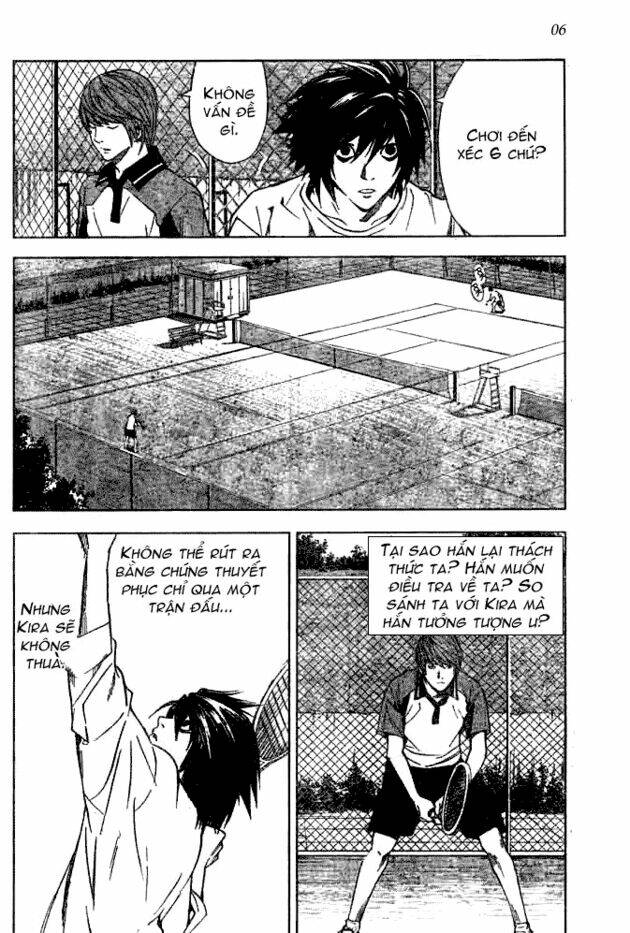 06
CHƠI ĐẾN
XÉC 6 CHỨ?
KHÔNG
VẤN ĐỀ
GÌ.
TẠI SAO HẮN LẠI THÁCH
THỨC TA? HẮN MUỐN
ĐIỀU TRA VỀ TA? SO
SÁNH TA VỚI KIRA MÀ
HẮN TƯỞNG TƯỢNG Ư?
KHÔNG THỂ RÚT RA
BẰNG CHỨNG THUYẾT
PHỤC CHỈ QUA MỘT
TRẬN ĐẤU...
NHƯNG
KIRA SẼ
KHÔNG
THUA.